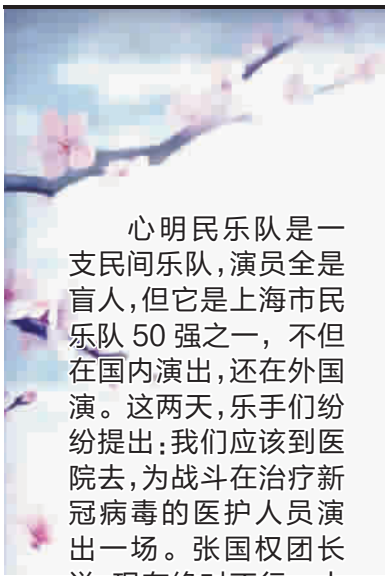 心明民乐队是一
支民间乐队,演员全是
盲人,但它是上海市民
乐队 50 强之一, 不但
在国内演出,还在外国
演。这两天,乐手们纷
纷提出:我们应该到医
院去,为战斗在治疗新
冠病毒的医护人员演
出一场。张国权团长